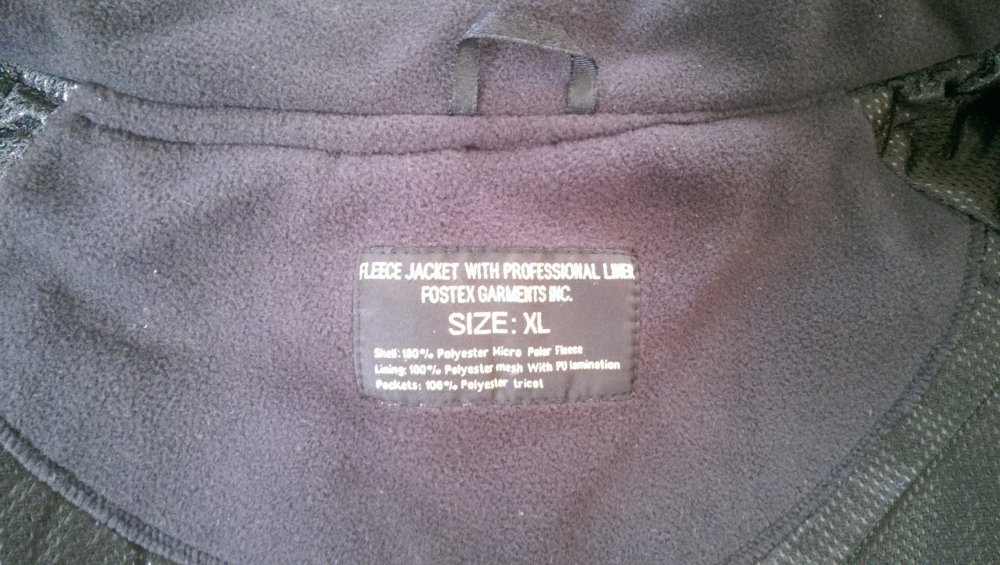 FLEECE JACKET WITH PROFESSIONAL LINER
FOSTEX GARMENTS INC.
SIZE: XL
Shell: 100% Polyester Micro Polar Fleece
Lining: 100% Polyester mesh With PU lamination
Pockets: 100% Polyester tricot